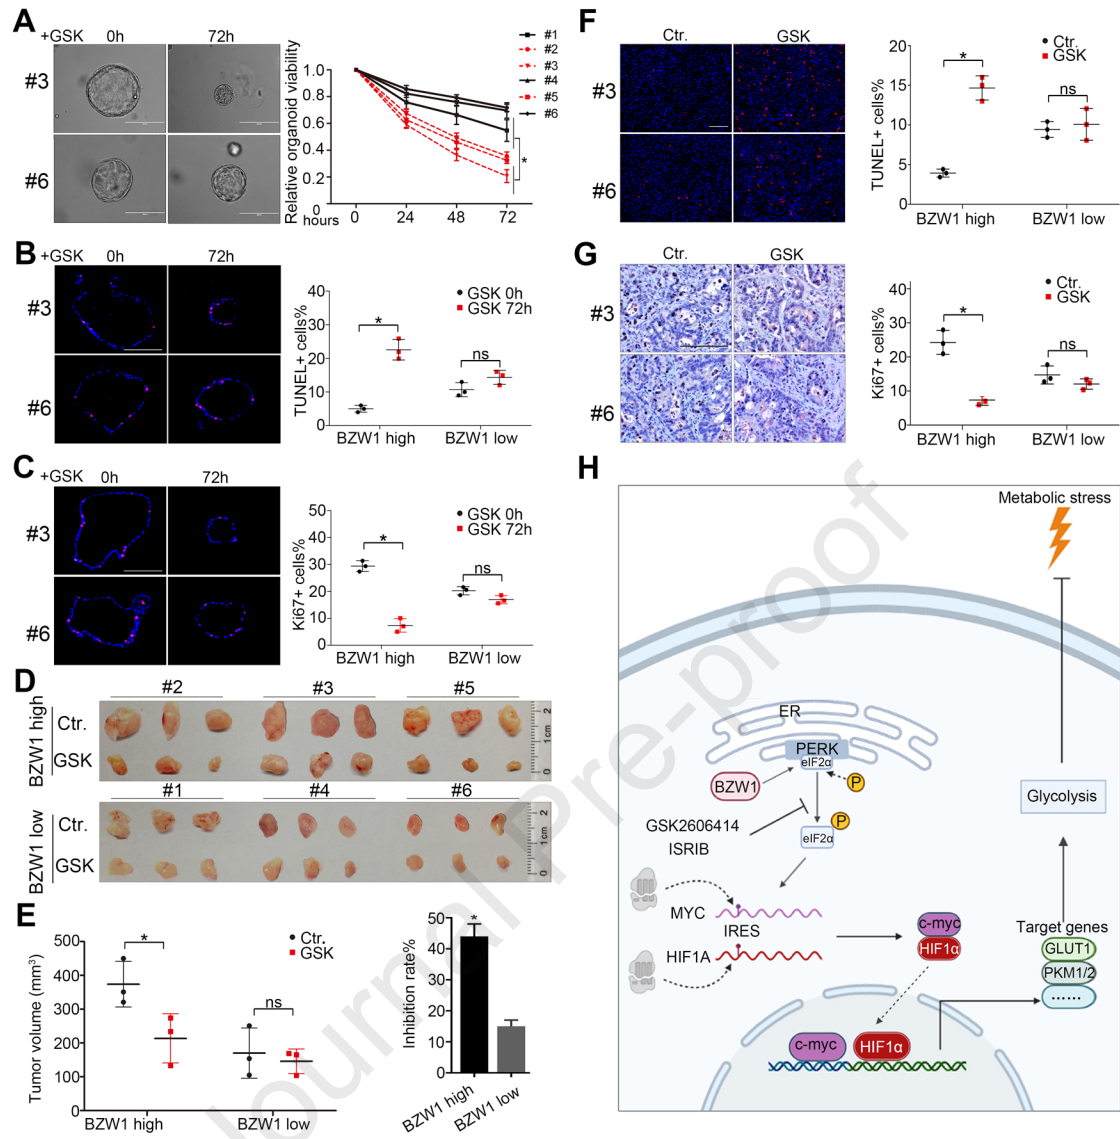 A
+GSK 0h 72h
#3
#6
Relative organoid viability
1.0
0.8
0.6
0.4
0.2
0
hours 0 24 48 72
#1
#2
#3
#4
#5
#6
*
B
+GSK 0h 72h
#3
#6
TUNEL+ cells%
40
30
20
10
0
GSK 0h
GSK 72h
* ns
BZW1 high BZW1 low
C
+GSK 0h 72h
#3
#6
Ki67+ cells%
50
40
30
20
10
0
GSK 0h
GSK 72h
* ns
BZW1 high BZW1 low
D
#2 #3 #5
BZW1 high
Ctr.
GSK
2
1cm
0
#1 #4 #6
BZW1 low
Ctr.
GSK
2
1cm
0
E
Tumor volume (mm³)
500
400
300
200
100
0
Ctr.
GSK
* ns
BZW1 high BZW1 low
Inhibition rate%
50
40
30
20
10
0
*
BZW1 high
BZW1 low
F
Ctr. GSK
#3
#6
TUNEL+ cells%
20
15
10
5
0
Ctr.
GSK
* ns
BZW1 high BZW1 low
G
Ctr. GSK
#3
#6
Ki67+ cells%
40
30
20
10
0
Ctr.
GSK
* ns
BZW1 high BZW1 low
H
Metabolic stress
ER
PERK
eIF2α
BZW1
P
GSK2606414
ISRIB
P
eIF2α
Glycolysis
MYC
IRES
HIF1A
c-myc
HIF1α
Target genes
GLUT1
PKM1/2
......
c-myc HIF1α
Journal Pre-proof